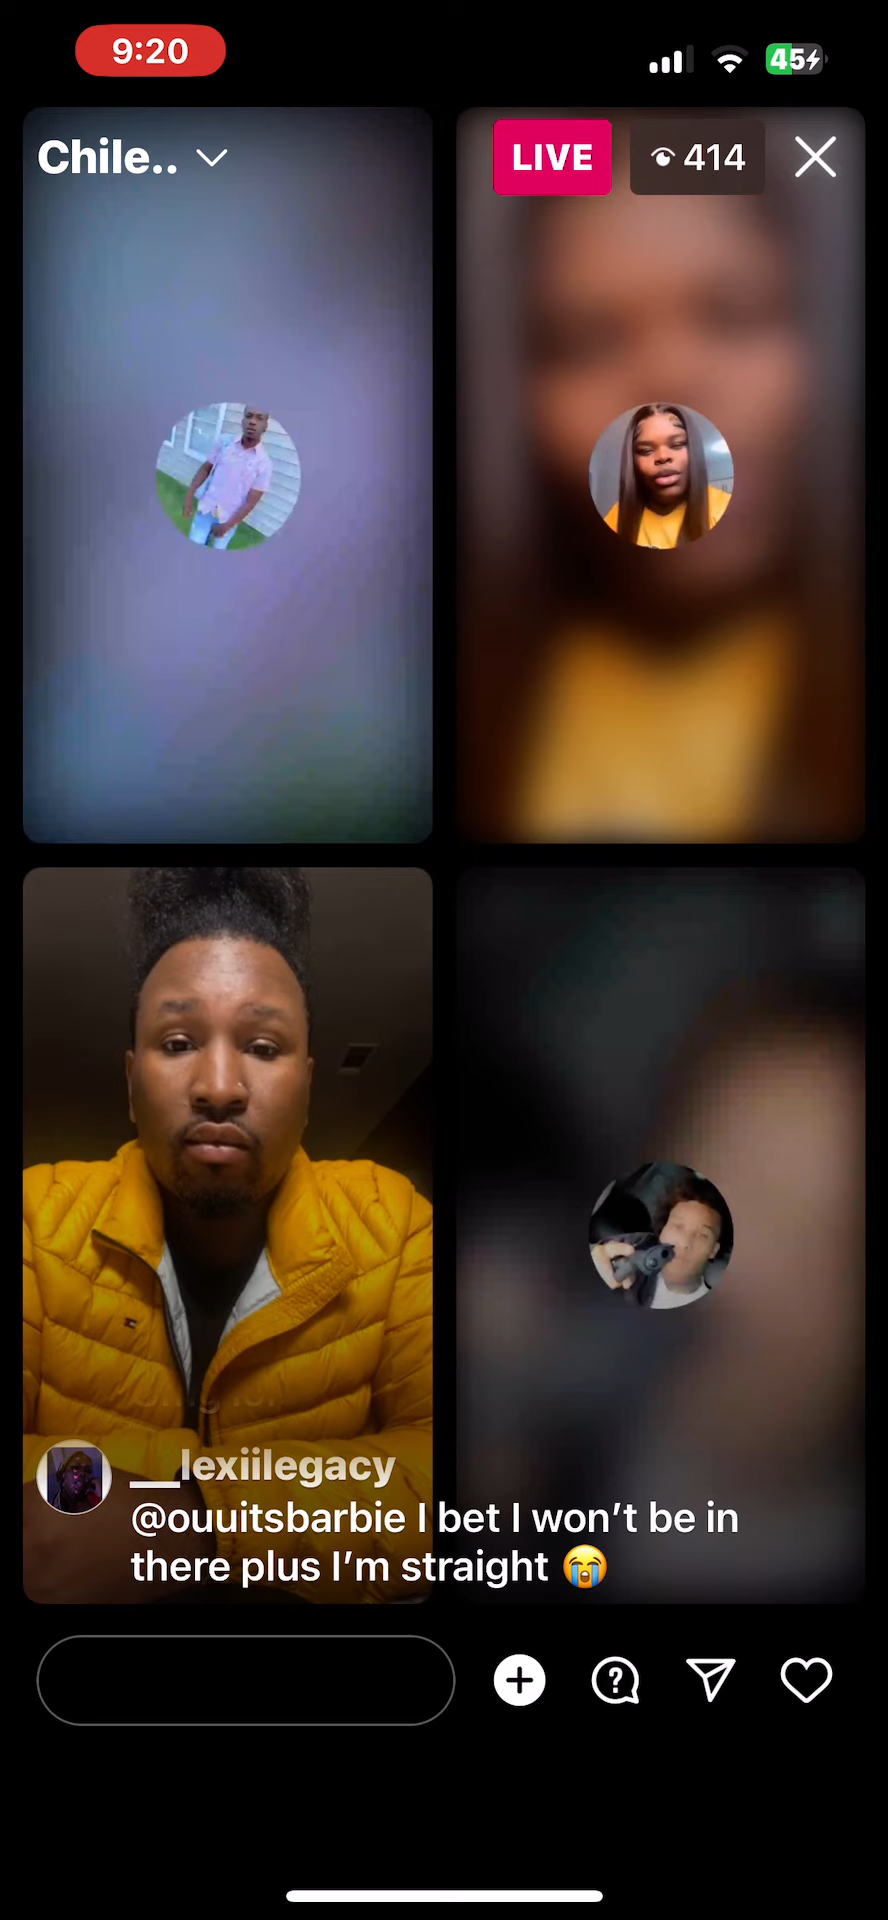 9:20
45
Chile..
LIVE
414
__lexiilegacy
@ouuitsbarbie I bet I won't be in
there plus I'm straight 😭